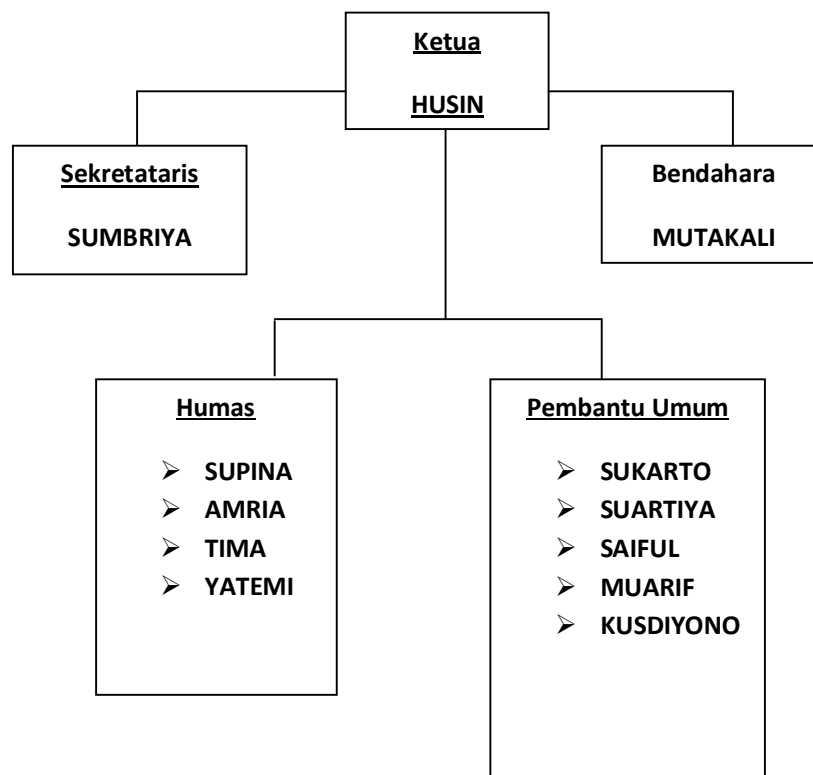 Ketua
HUSIN
Sekretataris
SUMBRIYA
Bendahara
MUTAKALI
Humas
➢ SUPINA
➢ AMRIA
➢ TIMA
➢ YATEMI
Pembantu Umum
➢ SUKARTO
➢ SUARTIYA
➢ SAIFUL
➢ MUARIF
➢ KUSDIYONO